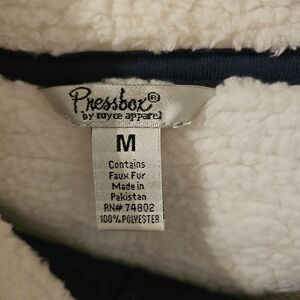 Pressbox®
by royce apparel
M
Contains
Faux Fur
Made in
Pakistan
RN# 74802
100% POLYESTER